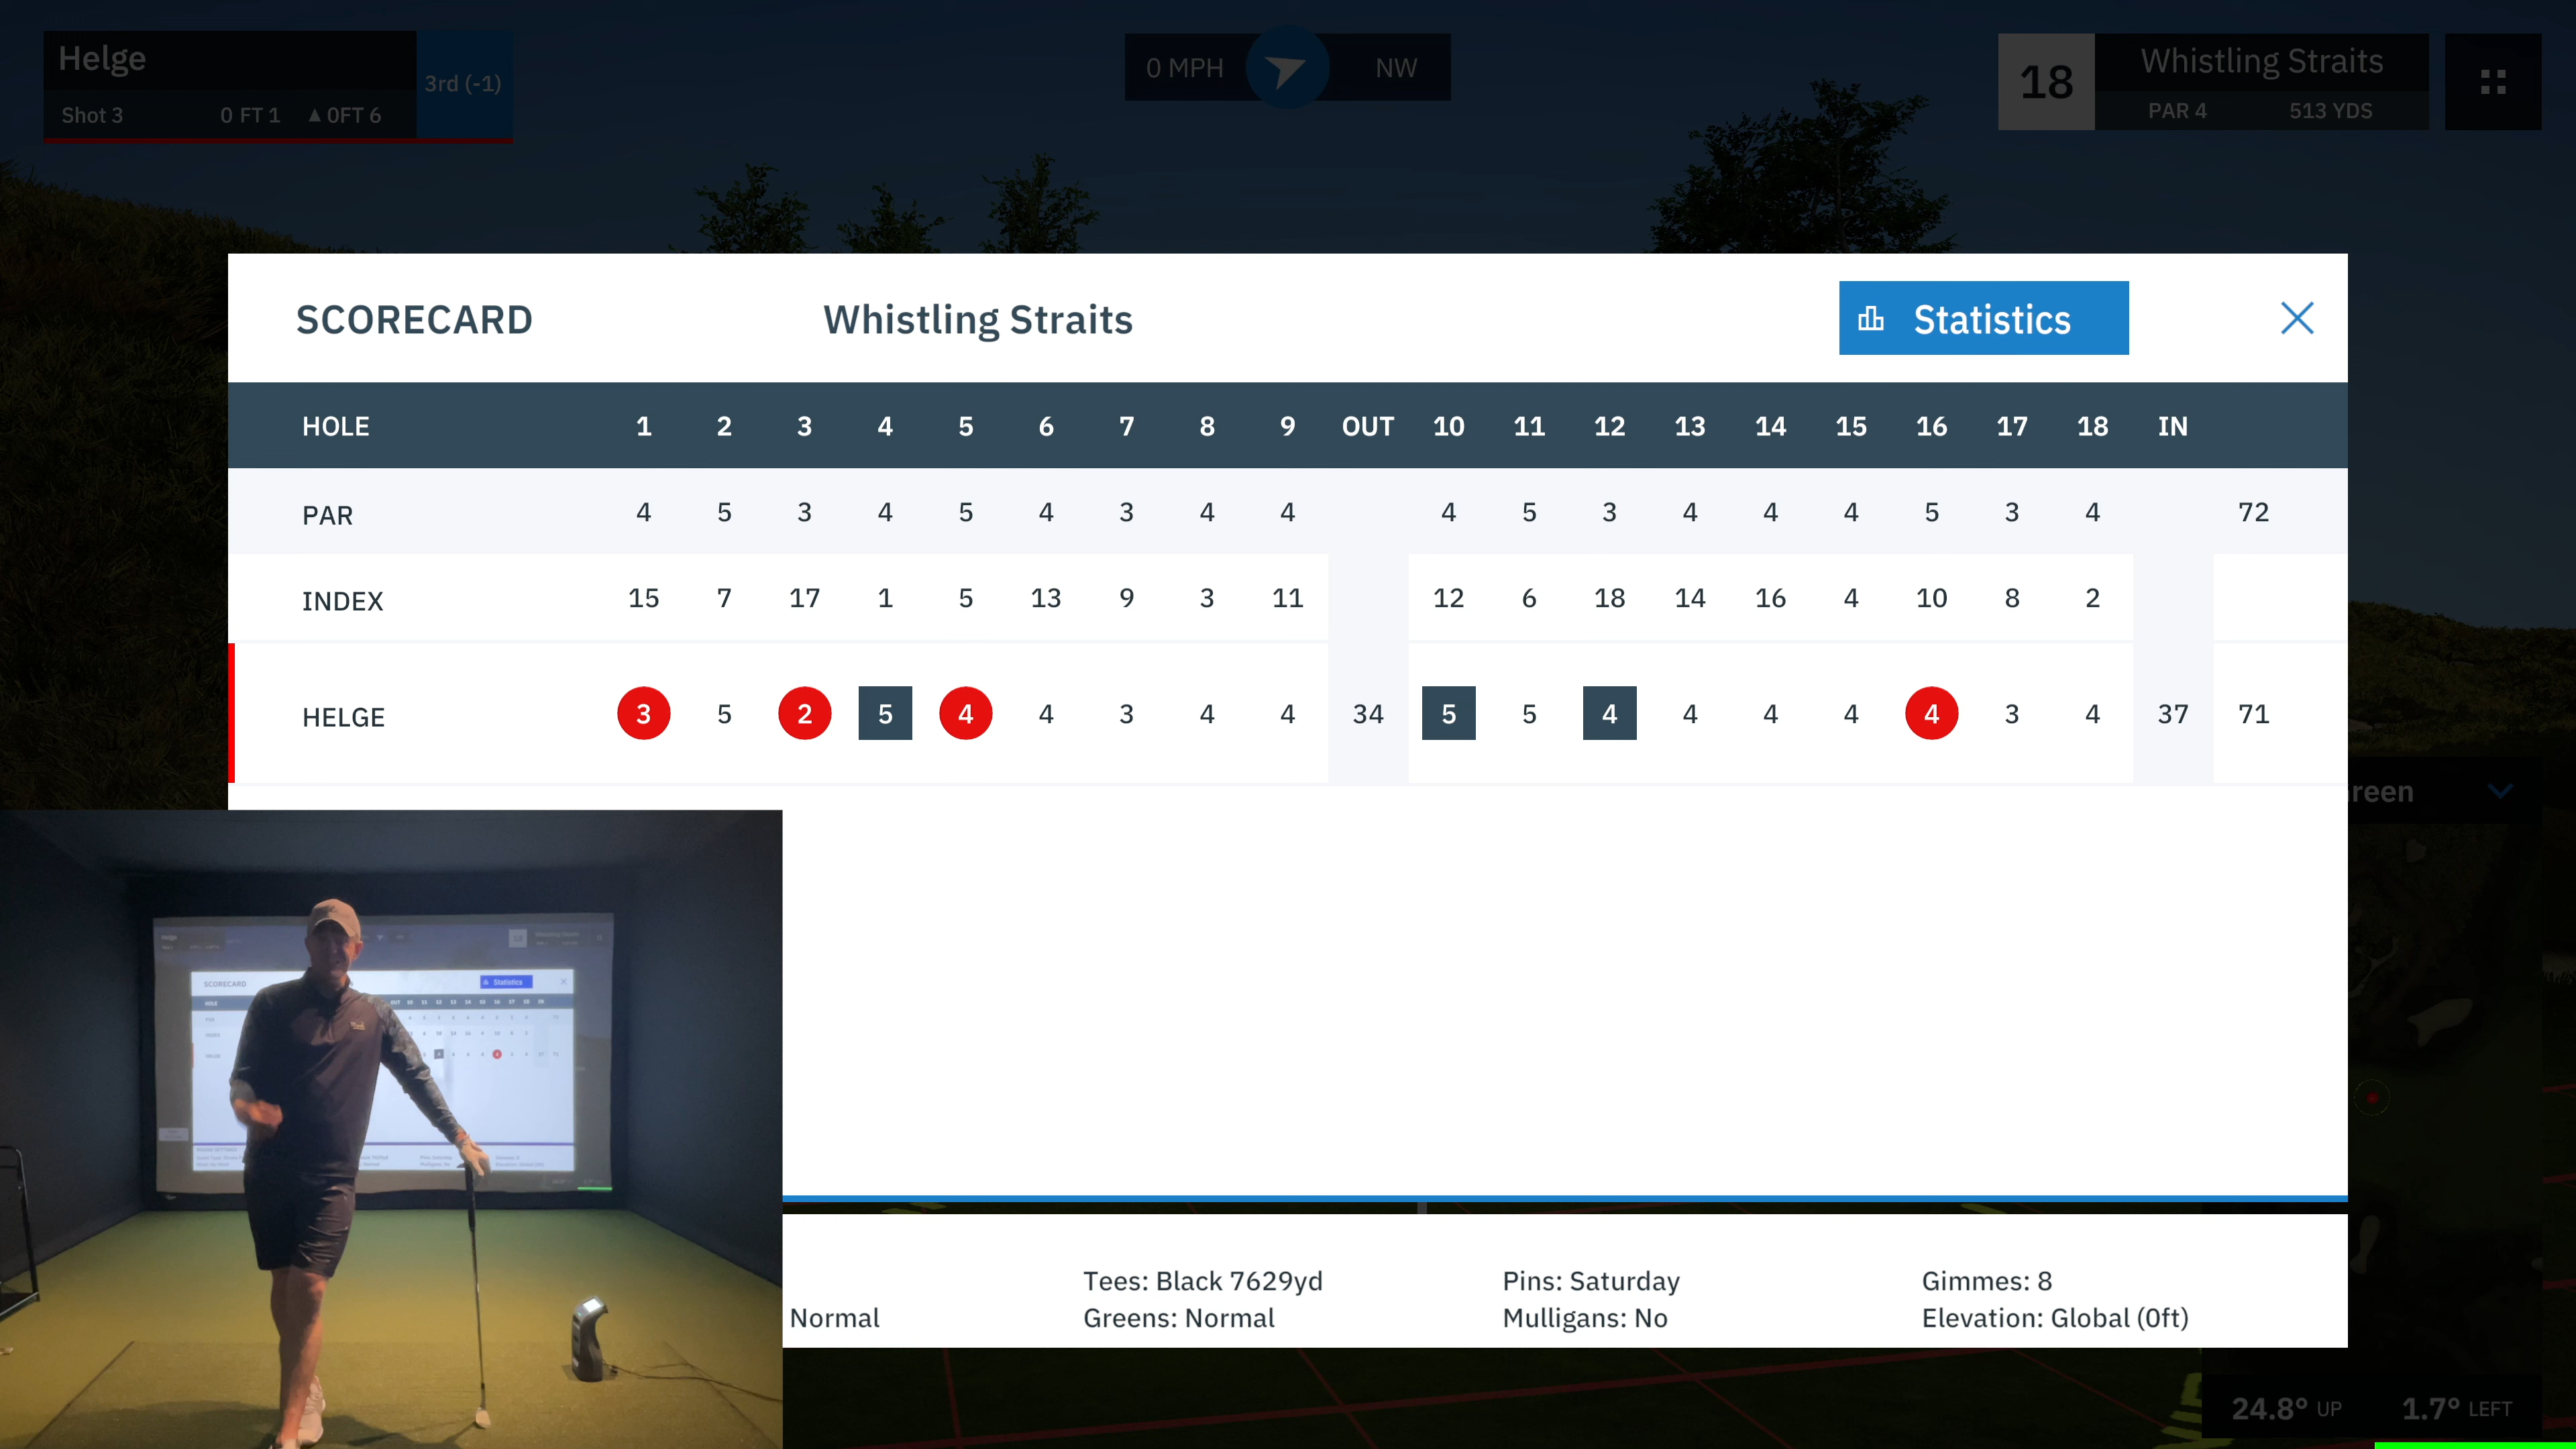 Helge
3rd (-1)
Shot 3 0 FT 1 ▲ 0FT 6
0 MPH NW
18
Whistling Straits
PAR 4 513 YDS
SCORECARD Whistling Straits Statistics
HOLE 1 2 3 4 5 6 7 8 9 OUT 10 11 12 13 14 15 16 17 18 IN
PAR 4 5 3 4 5 4 3 4 4 4 5 3 4 4 4 5 3 4 72
INDEX 15 7 17 1 5 13 9 3 11 12 6 18 14 16 4 10 8 2
HELGE 3 5 2 5 4 4 3 4 4 34 5 5 4 4 4 4 4 3 4 37 71
reen
SCORECARD Statistics
Tees: Black 7629yd Pins: Saturday Gimmes: 8
Normal Greens: Normal Mulligans: No Elevation: Global (0ft)
24.8° UP 1.7° LEFT